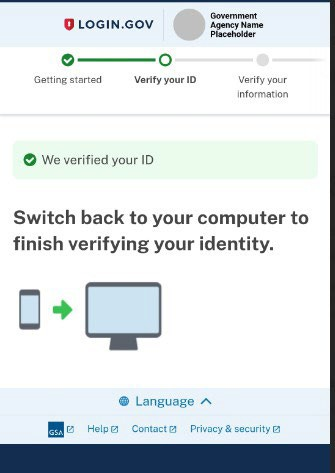 LOGIN.GOV
Government
Agency Name
Placeholder
Getting started
Verify your ID
Verify your
information
We verified your ID
Switch back to your computer to
finish verifying your identity.
Language
GSA Help Contact Privacy & security